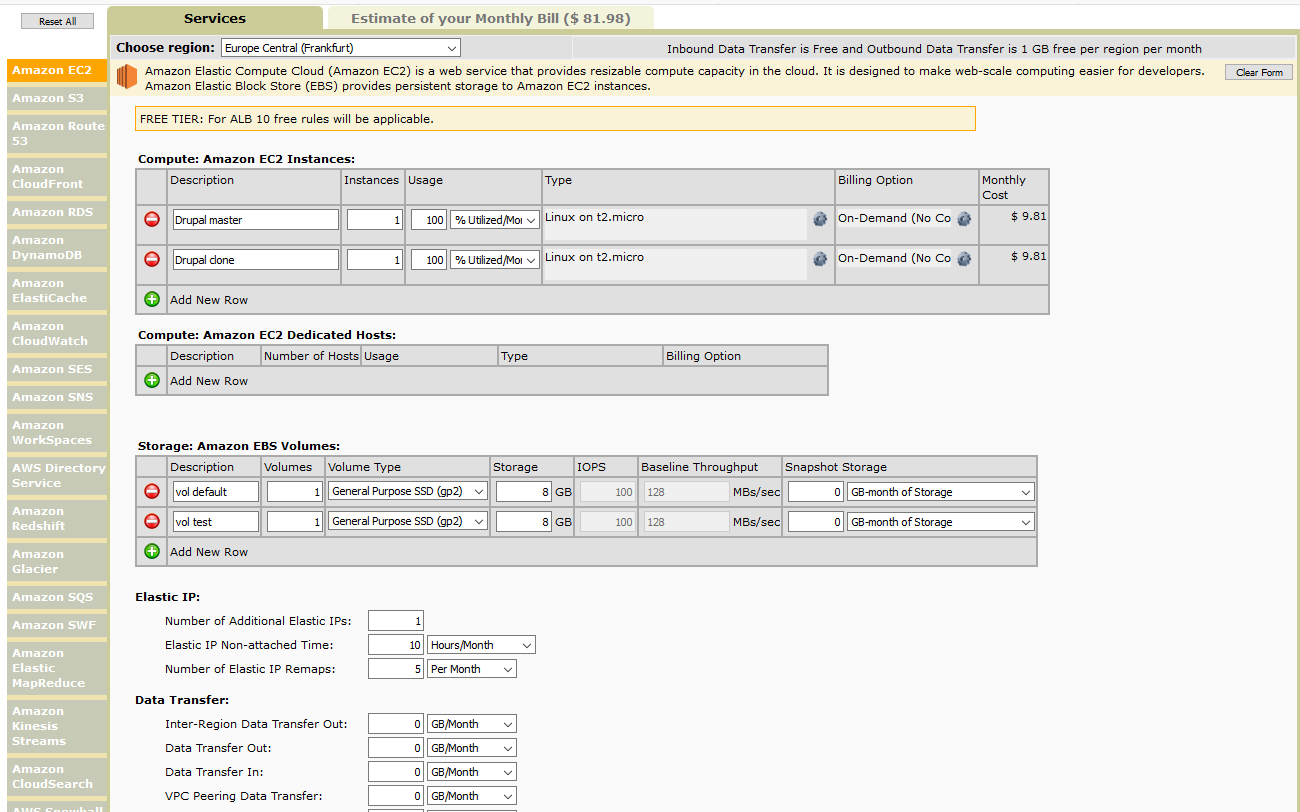 Reset All
Services
Estimate of your Monthly Bill ($ 81.98)
Choose region: Europe Central (Frankfurt)
Inbound Data Transfer is Free and Outbound Data Transfer is 1 GB free per region per month
Amazon EC2
Amazon S3
Amazon Route
53
Amazon
CloudFront
Amazon RDS
Amazon
DynamoDB
Amazon
ElastiCache
Amazon
CloudWatch
Amazon SES
Amazon SNS
Amazon
WorkSpaces
AWS Directory
Service
Amazon
Redshift
Amazon
Glacier
Amazon SQS
Amazon SWF
Amazon
Elastic
MapReduce
Amazon
Kinesis
Streams
Amazon
CloudSearch
AWS Snowball
Amazon Elastic Compute Cloud (Amazon EC2) is a web service that provides resizable compute capacity in the cloud. It is designed to make web-scale computing easier for developers.
Amazon Elastic Block Store (EBS) provides persistent storage to Amazon EC2 instances.
Clear Form
FREE TIER: For ALB 10 free rules will be applicable.
Compute: Amazon EC2 Instances:
Description Instances Usage Type Billing Option Monthly
Cost
Drupal master 1 100 % Utilized/Mor Linux on t2.micro On-Demand (No Co $ 9.81
Drupal clone 1 100 % Utilized/Mor Linux on t2.micro On-Demand (No Co $ 9.81
Add New Row
Compute: Amazon EC2 Dedicated Hosts:
Description Number of Hosts Usage Type Billing Option
Add New Row
Storage: Amazon EBS Volumes:
Description Volumes Volume Type Storage IOPS Baseline Throughput Snapshot Storage
vol default 1 General Purpose SSD (gp2) 8 GB 100 128 MBs/sec 0 GB-month of Storage
vol test 1 General Purpose SSD (gp2) 8 GB 100 128 MBs/sec 0 GB-month of Storage
Add New Row
Elastic IP:
Number of Additional Elastic IPs: 1
Elastic IP Non-attached Time: 10 Hours/Month
Number of Elastic IP Remaps: 5 Per Month
Data Transfer:
Inter-Region Data Transfer Out: 0 GB/Month
Data Transfer Out: 0 GB/Month
Data Transfer In: 0 GB/Month
VPC Peering Data Transfer: 0 GB/Month